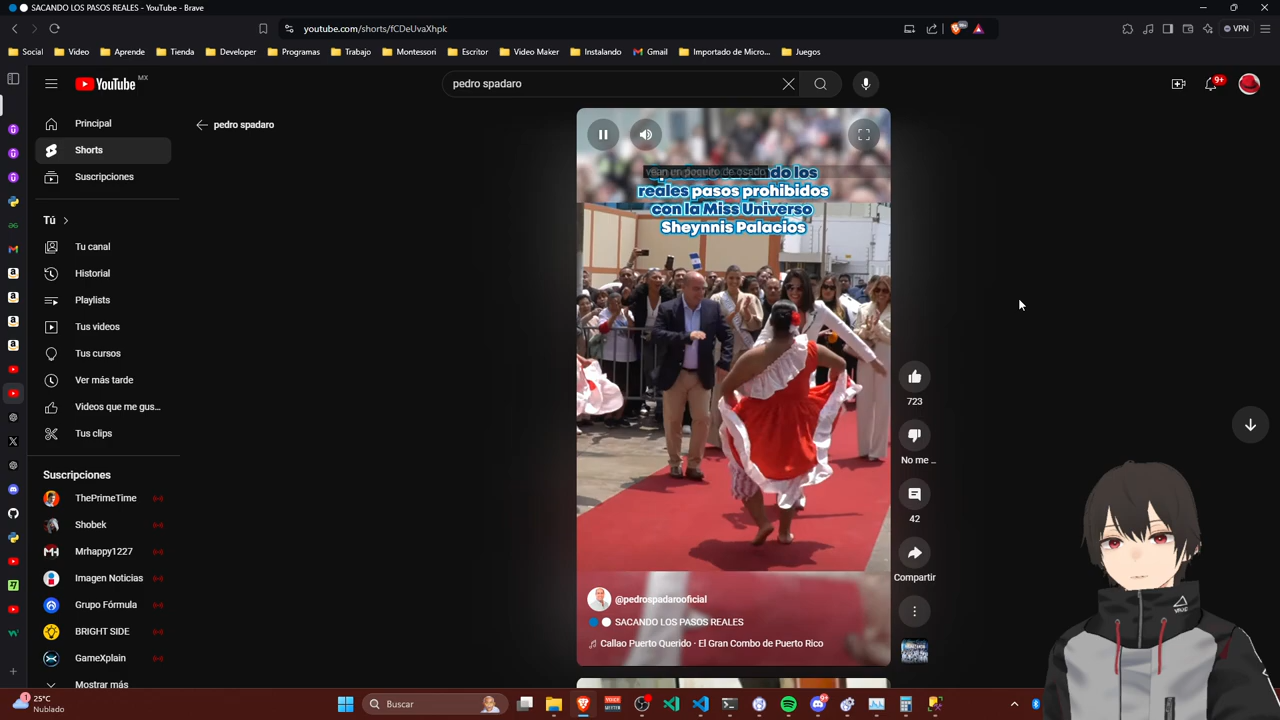 SACANDO LOS PASOS REALES - YouTube - Brave
youtube.com/shorts/fCDeUvaXhpk
99+
VPN
Social
Video
Aprende
Tienda
Developer
Programas
Trabajo
Montessori
Escritor
Video Maker
Instalando
Gmail
Importado de Micro...
Juegos
YouTube MX
pedro spadaro
9+
Principal
Shorts
Suscripciones
Tú
Tu canal
Historial
Playlists
Tus videos
Tus cursos
Ver más tarde
Videos que me gus...
Tus clips
Suscripciones
ThePrimeTime
Shobek
Mrhappy1227
Imagen Noticias
Grupo Fórmula
BRIGHT SIDE
GameXplain
Mostrar más
pedro spadaro
los
reales pasos prohibidos
con la Miss Universo
Sheynnis Palacios
@pedrospadarooficial
SACANDO LOS PASOS REALES
Callao Puerto Querido · El Gran Combo de Puerto Rico
723
No me ...
42
Compartir
1
25°C
Nublado
Buscar